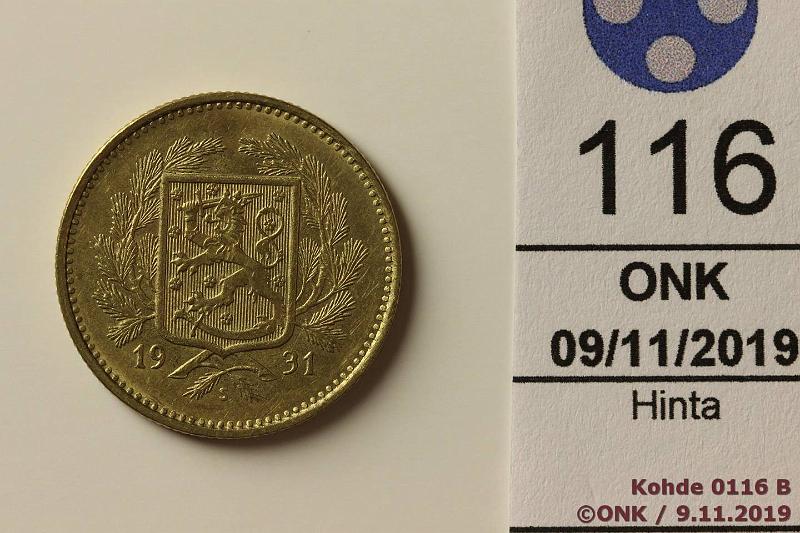 19 31
S
116
ONK
09/11/2019
Hinta
Kohde 0116 B
©ONK / 9.11.2019